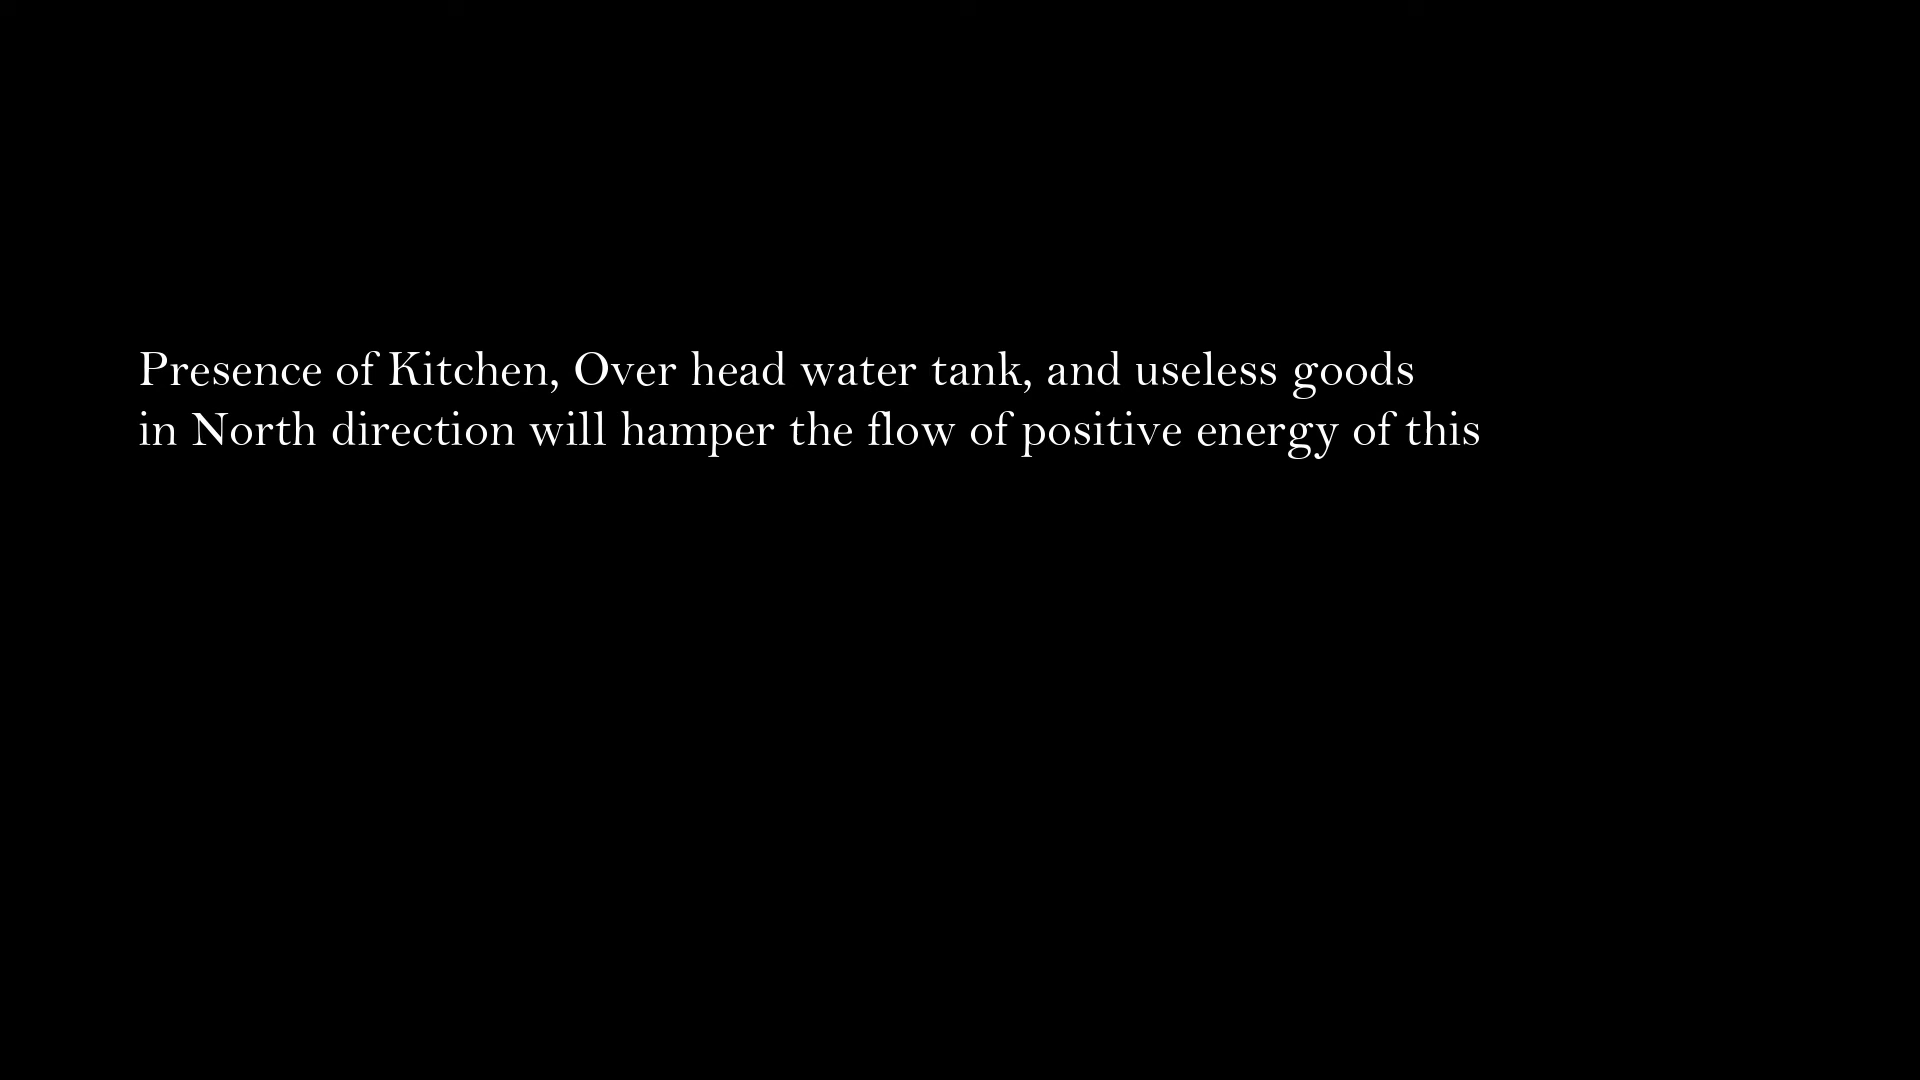 Presence of Kitchen, Over head water tank, and useless goods
in North direction will hamper the flow of positive energy of this